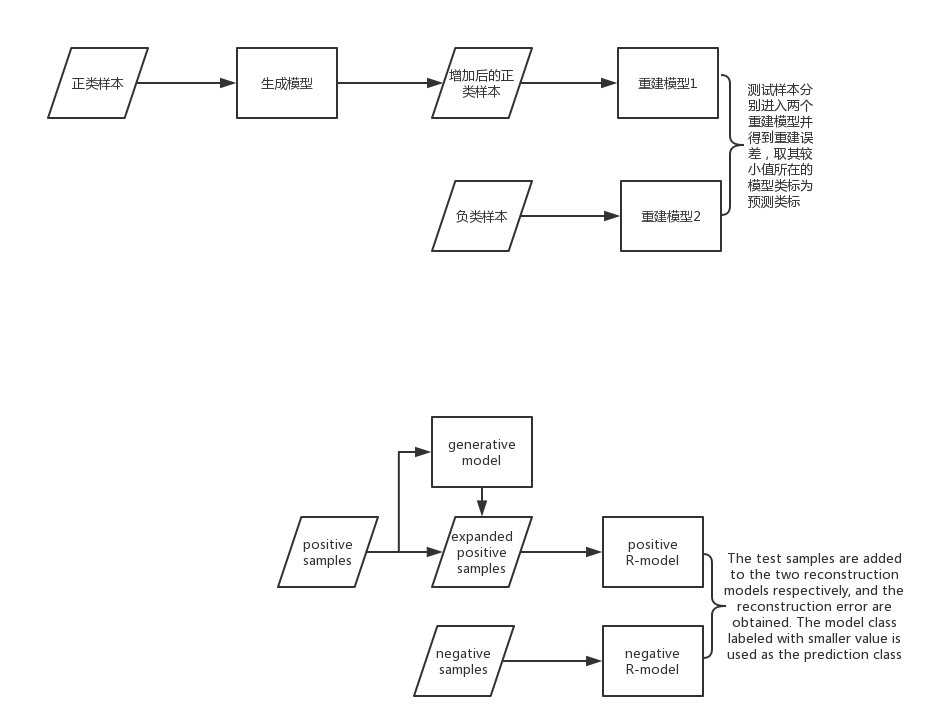 正类样本
生成模型
增加后的正
类样本
重建模型1
测试样本分
别进入两个
重建模型并
得到重建误
差，取其较
小值所在的
模型类标为
预测类标
负类样本
重建模型2
generative
model
positive
samples
expanded
positive
samples
positive
R-model
The test samples are added
to the two reconstruction
models respectively, and the
reconstruction error are
obtained. The model class
labeled with smaller value is
used as the prediction class
negative
samples
negative
R-model